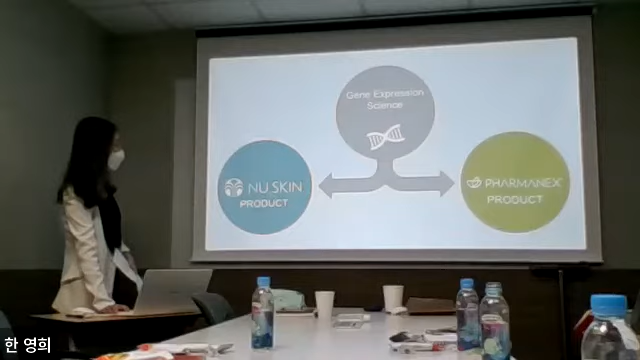 Gene Expression
Science
NU SKIN
PRODUCT
PHARMANEX
PRODUCT
한 영희